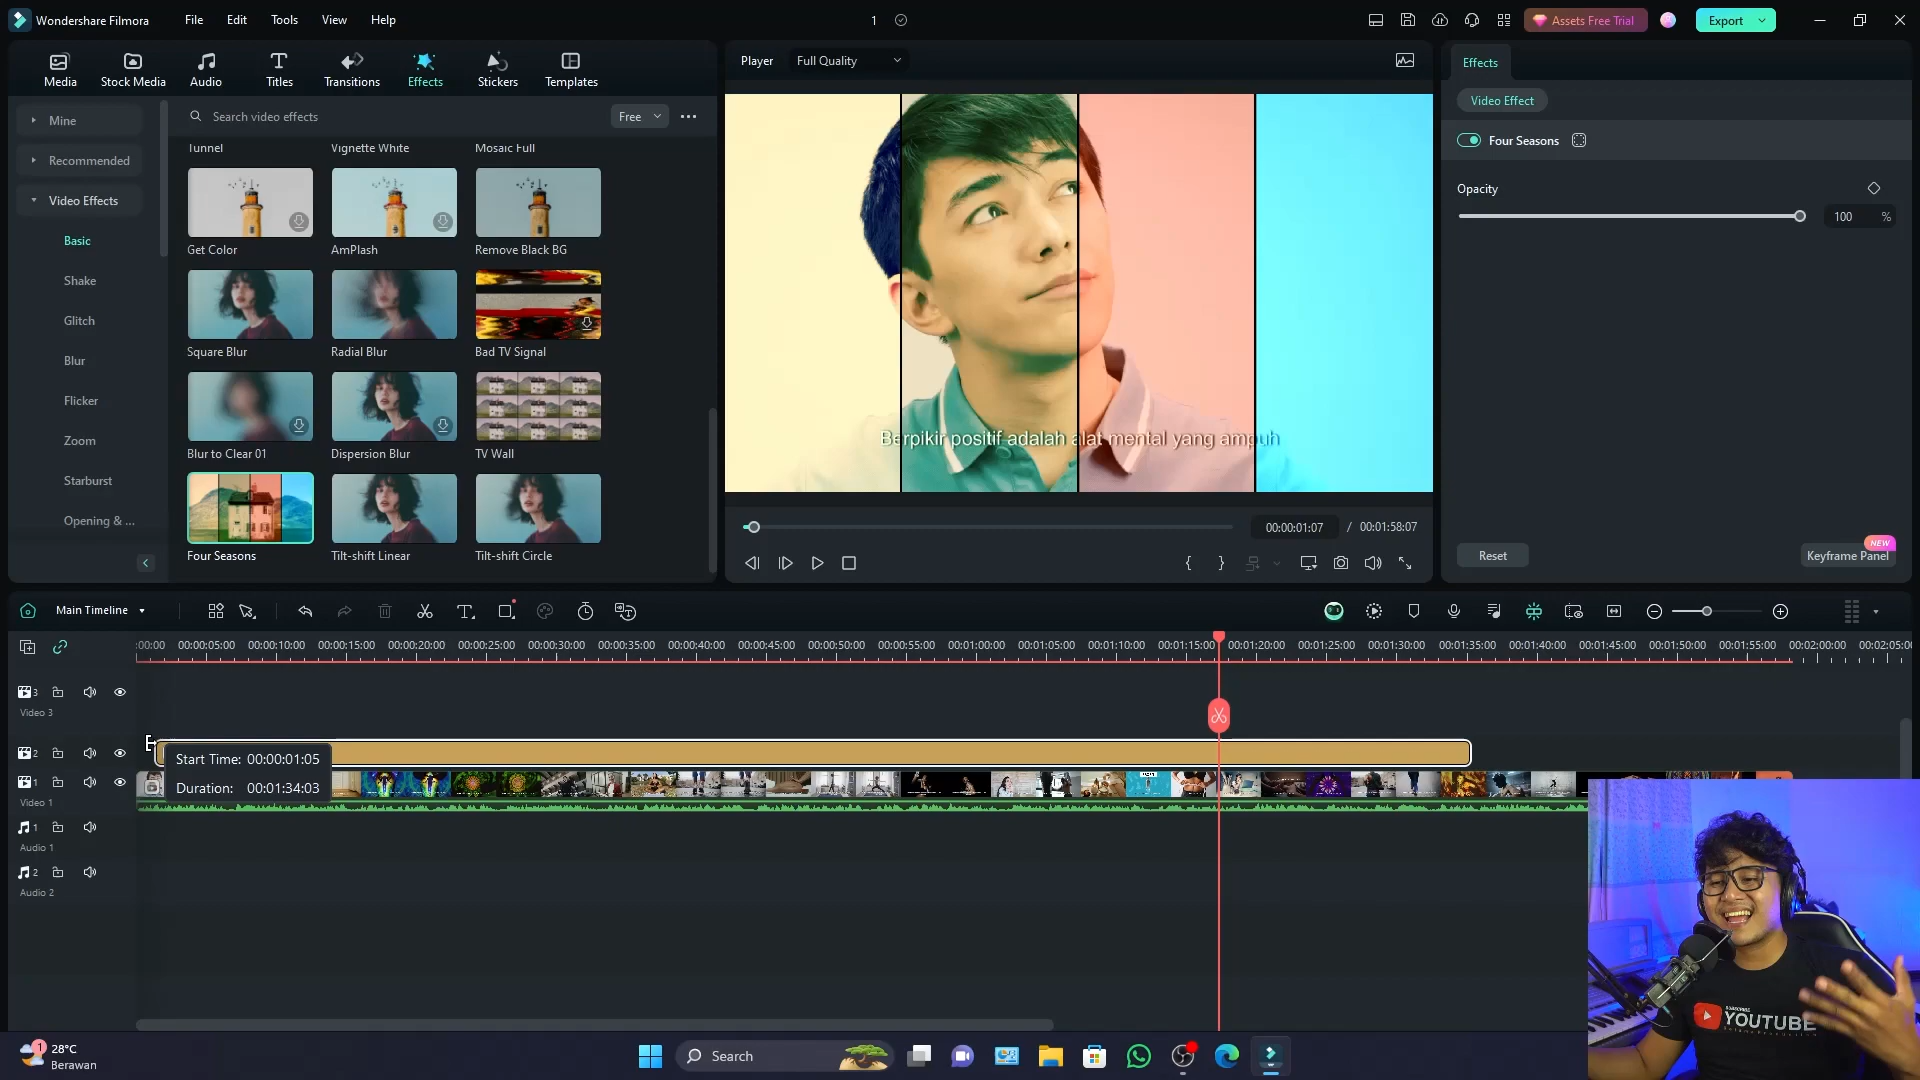 Wondershare Filmora File Edit Tools View Help 1 Assets Free Trial Export
Media Stock Media Audio Titles Transitions Effects Stickers Templates
Player Full Quality
Effects
Video Effect
Four Seasons
Opacity
100 %
Reset
NEW
Keyframe Panel
Mine
Recommended
Video Effects
Basic
Shake
Glitch
Blur
Flicker
Zoom
Starburst
Opening & ...
Search video effects Free
Tunnel Vignette White Mosaic Full
Get Color AmPlash Remove Black BG
Square Blur Radial Blur Bad TV Signal
Blur to Clear 01 Dispersion Blur TV Wall
Four Seasons Tilt-shift Linear Tilt-shift Circle
Berpikir positif adalah alat mental yang ampuh
00:00:01:07 / 00:01:58:07
{ }
Main Timeline
:00:00 00:00:05:00 00:00:10:00 00:00:15:00 00:00:20:00 00:00:25:00 00:00:30:00 00:00:35:00 00:00:40:00 00:00:45:00 00:00:50:00 00:00:55:00 00:01:00:00 00:01:05:00 00:01:10:00 00:01:15:00 00:01:20:00 00:01:25:00 00:01:30:00 00:01:35:00 00:01:40:00 00:01:45:00 00:01:50:00 00:01:55:00 00:02:00:00 00:02:05:0
3
Video 3
2
Start Time: 00:00:01:05
Duration: 00:01:34:03
1
Video 1
1
Audio 1
2
Audio 2
YOUTUBE
1
28°C
Berawan
Search